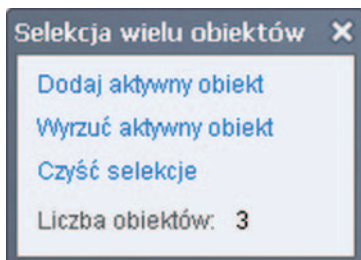 Selekcja wielu obiektów
Dodaj aktywny obiekt
Wyrzuć aktywny obiekt
Czyść selekcje
Liczba obiektów: 3